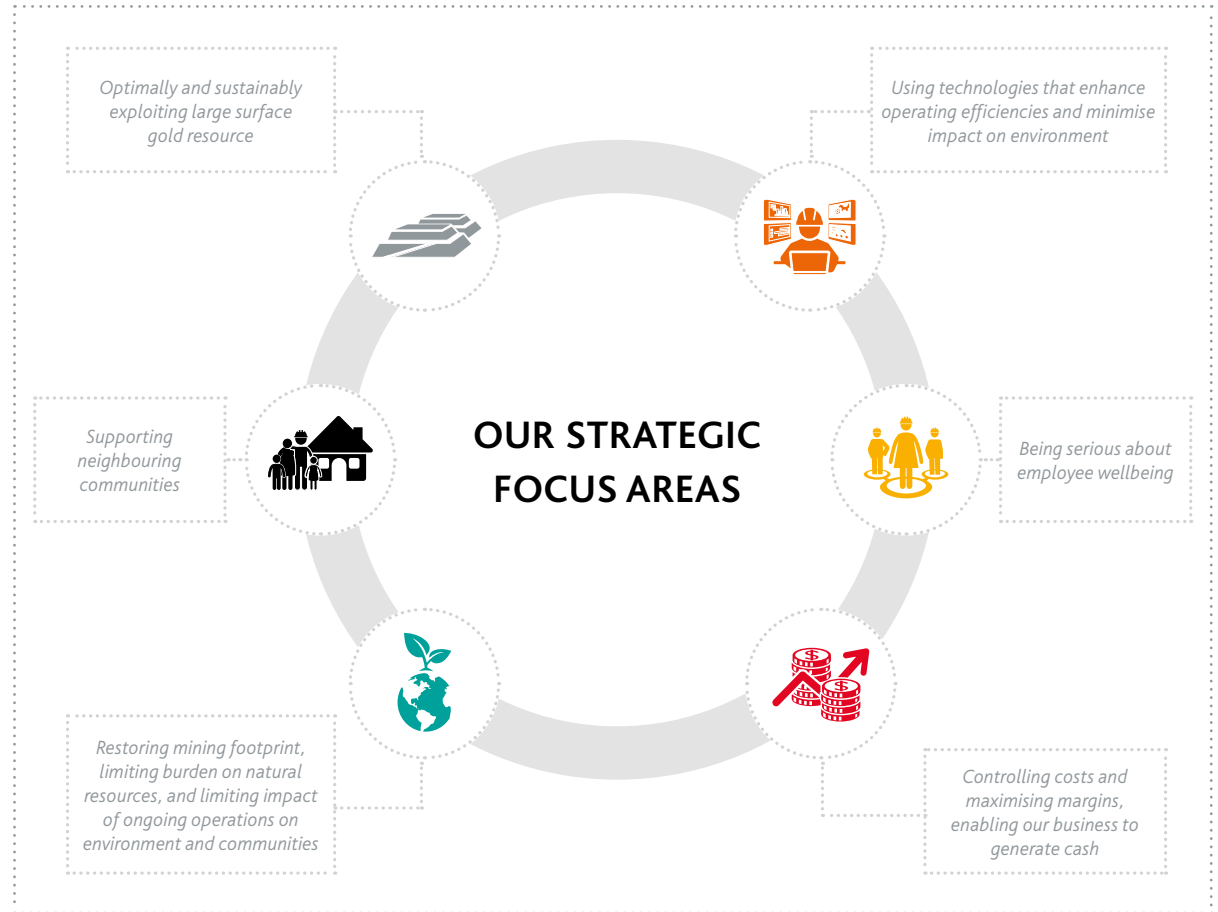 Optimally and sustainably
exploiting large surface
gold resource
Using technologies that enhance
operating efficiencies and minimise
impact on environment
OUR STRATEGIC
FOCUS AREAS
Supporting
neighbouring
communities
Being serious about
employee wellbeing
Restoring mining footprint,
limiting burden on natural
resources, and limiting impact
of ongoing operations on
environment and communities
Controlling costs and
maximising margins,
enabling our business to
generate cash